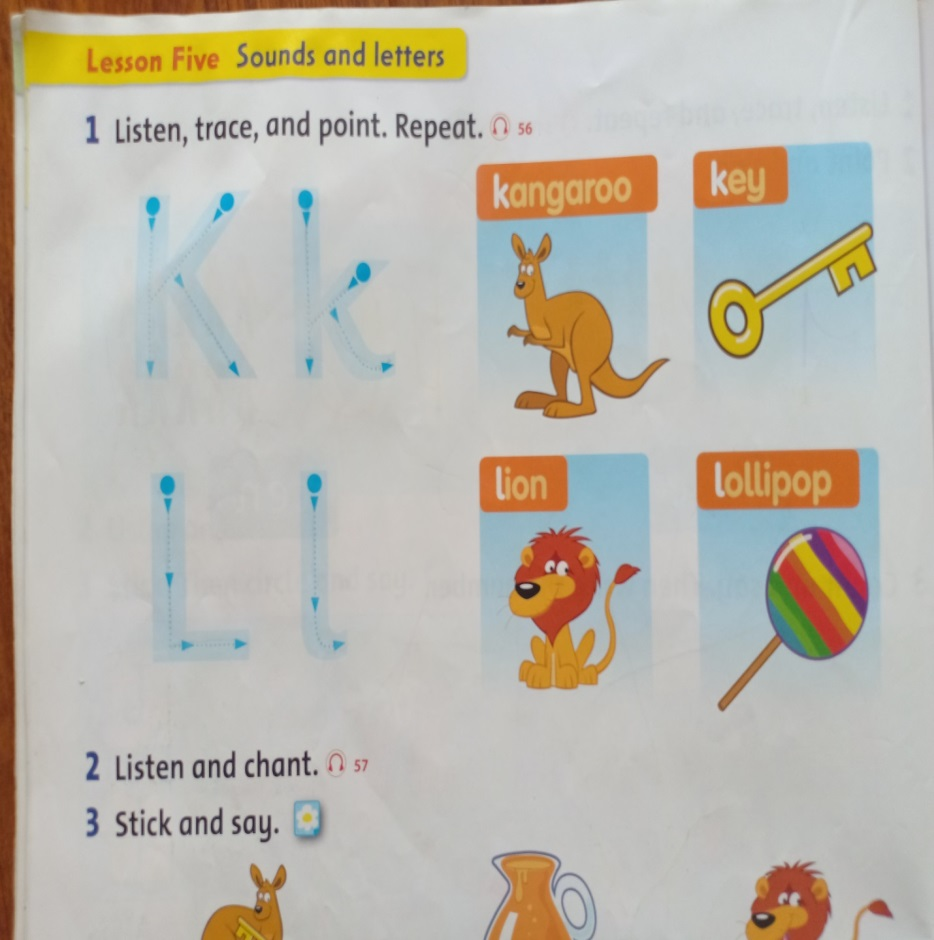 Lesson Five Sounds and letters
1 Listen, trace, and point. Repeat. 56
K k
kangaroo
key
L l
lion
lollipop
2 Listen and chant. 57
3 Stick and say.